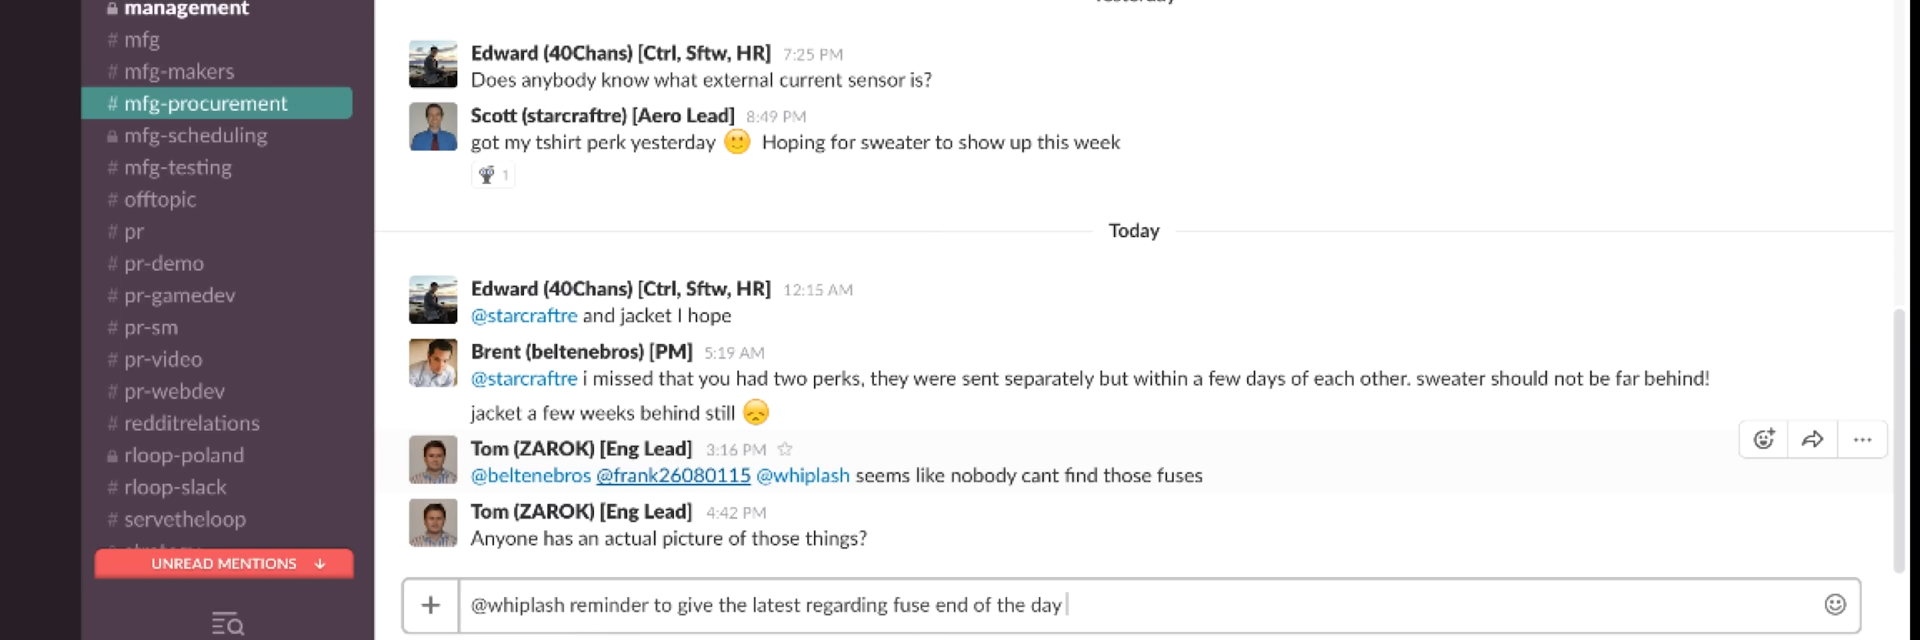 management
# mfg
# mfg-makers
# mfg-procurement
mfg-scheduling
# mfg-testing
# offtopic
# pr
# pr-demo
# pr-gamedev
# pr-sm
# pr-video
# pr-webdev
# redditrelations
rloop-poland
# rloop-slack
# servetheloop
UNREAD MENTIONS ↓
Yesterday
Edward (40Chans) [Ctrl, Sftw, HR] 7:25 PM
Does anybody know what external current sensor is?
Scott (starcraftre) [Aero Lead] 8:49 PM
got my tshirt perk yesterday 🙂 Hoping for sweater to show up this week
1
Today
Edward (40Chans) [Ctrl, Sftw, HR] 12:15 AM
@starcraftre and jacket I hope
Brent (beltenebros) [PM] 5:19 AM
@starcraftre i missed that you had two perks, they were sent separately but within a few days of each other. sweater should not be far behind!
jacket a few weeks behind still 😞
Tom (ZAROK) [Eng Lead] 3:16 PM ☆
@beltenebros @frank26080115 @whiplash seems like nobody cant find those fuses
Tom (ZAROK) [Eng Lead] 4:42 PM
Anyone has an actual picture of those things?
+ @whiplash reminder to give the latest regarding fuse end of the day